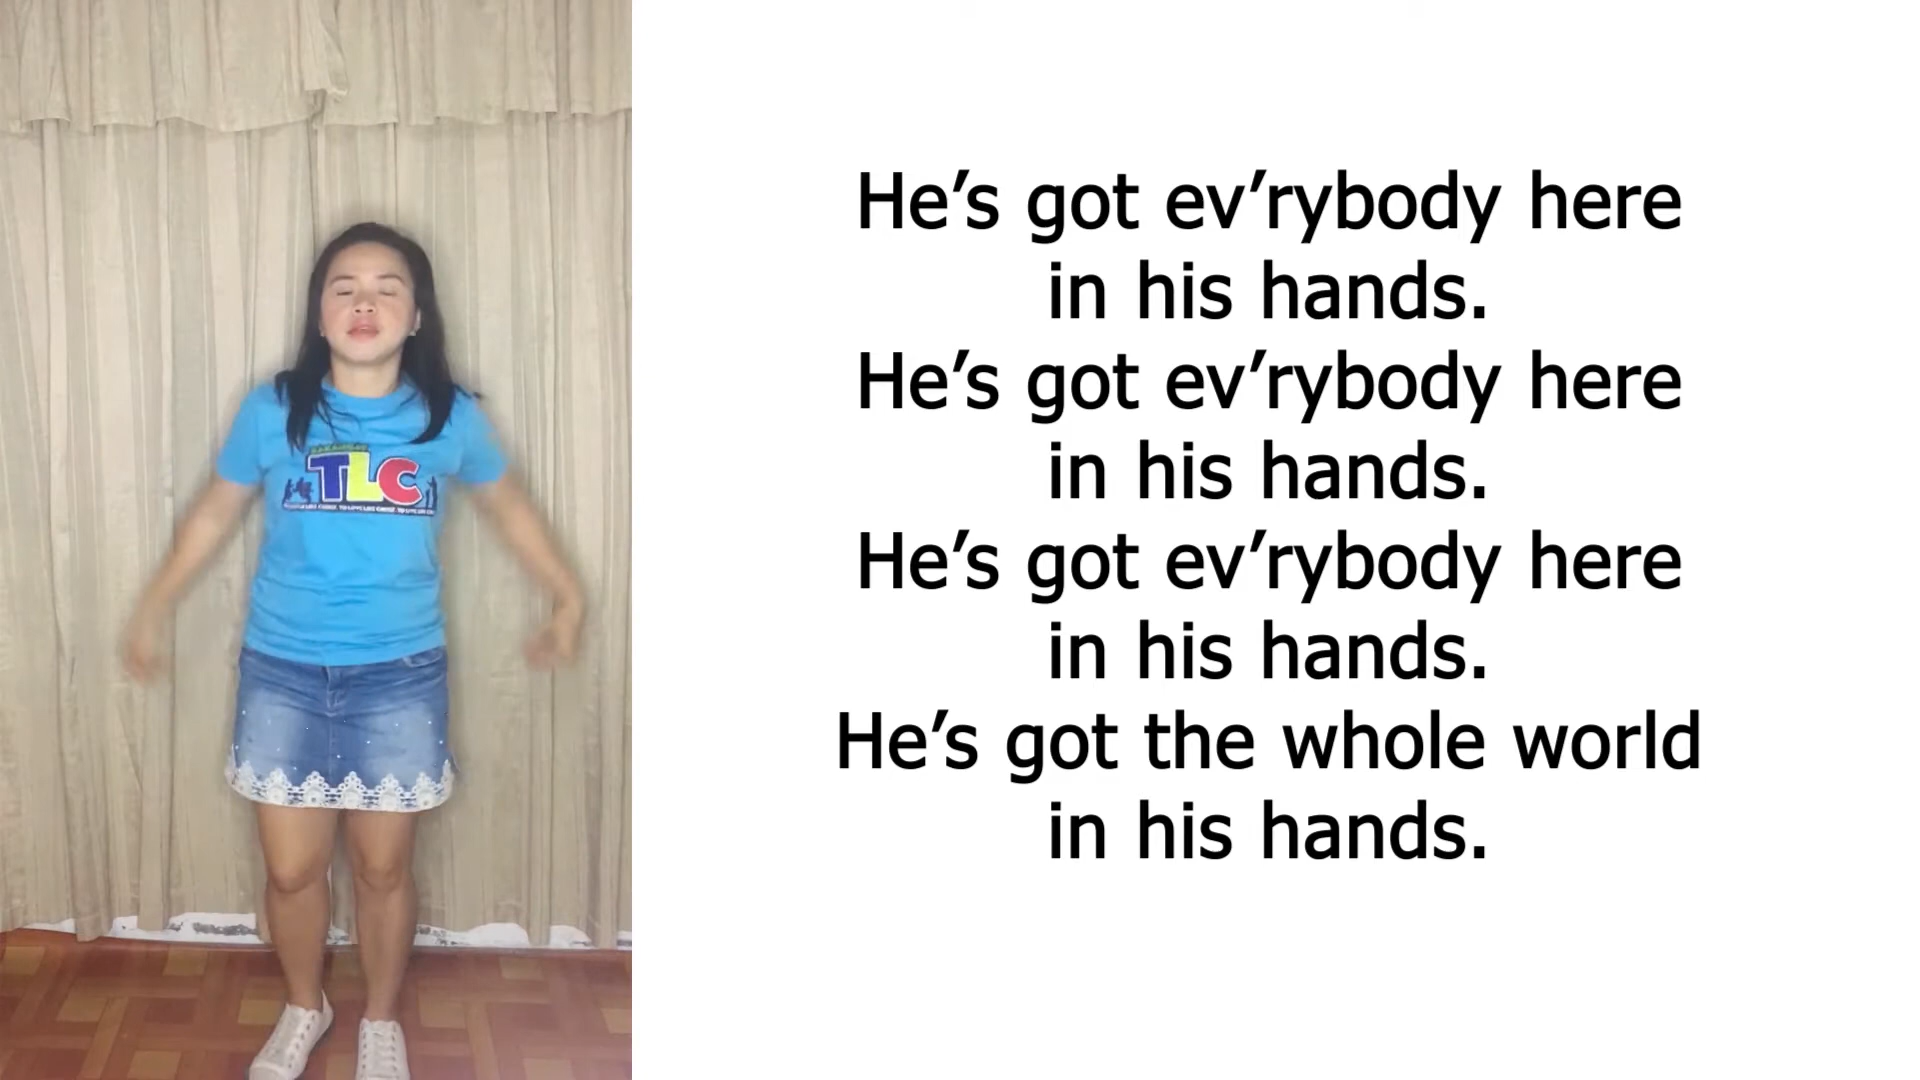 TLC
He's got ev'rybody here
in his hands.
He's got ev'rybody here
in his hands.
He's got ev'rybody here
in his hands.
He's got the whole world
in his hands.